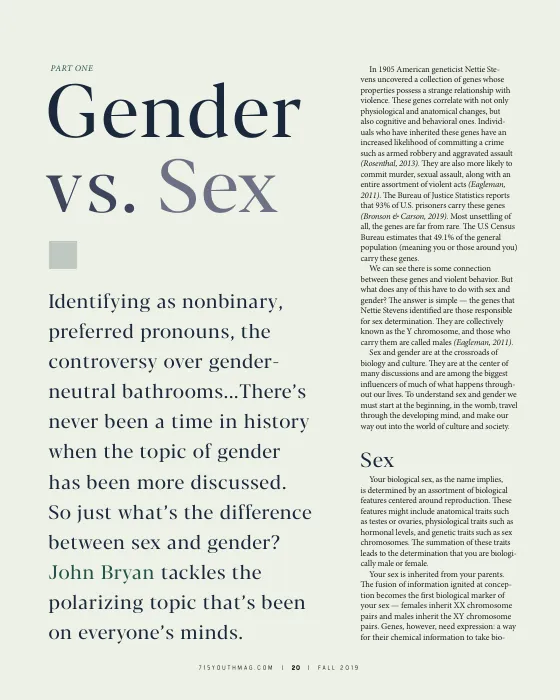 PART ONE
Gender
vs. Sex
Identifying as nonbinary,
preferred pronouns, the
controversy over gender-
neutral bathrooms...There's
never been a time in history
when the topic of gender
has been more discussed.
So just what's the difference
between sex and gender?
John Bryan tackles the
polarizing topic that's been
on everyone's minds.
In 1905 American geneticist Nettie Ste-
vens uncovered a collection of genes whose
properties possess a strange relationship with
violence. These genes correlate with not only
physiological and anatomical changes, but
also cognitive and behavioral ones. Individ-
uals who have inherited these genes have an
increased likelihood of committing a crime
such as armed robbery and aggravated assault
(Rosenthal, 2013). They are also more likely to
commit murder, sexual assault, along with an
entire assortment of violent acts (Eagleman,
2011). The Bureau of Justice Statistics reports
that 93% of U.S. prisoners carry these genes
(Bronson & Carson, 2019). Most unsettling of
all, the genes are far from rare. The US Census
Bureau estimates that 49.1% of the general
population (meaning you or those around you)
carry these genes.
We can see there is some connection
between these genes and violent behavior. But
what does any of this have to do with sex and
gender? The answer is simple — the genes that
Nettie Stevens identified are those responsible
for sex determination. They are collectively
known as the Y chromosome, and those who
carry them are called males (Eagleman, 2011).
Sex and gender are at the crossroads of
biology and culture. They are at the center of
many discussions and are among the biggest
influencers of much of what happens through-
out our lives. To understand sex and gender we
must start at the beginning, in the womb, travel
through the developing mind, and make our
way out into the world of culture and society.
Sex
Your biological sex, as the name implies,
is determined by an assortment of biological
features centered around reproduction. These
features might include anatomical traits such
as testes or ovaries, physiological traits such as
hormonal levels, and genetic traits such as sex
chromosomes. The summation of these traits
leads to the determination that you are biologi-
cally male or female.
Your sex is inherited from your parents.
The fusion of information ignited at concep-
tion becomes the first biological marker of
your sex — females inherit XX chromosome
pairs and males inherit the XY chromosome
pairs. Genes, however, need expression: a way
for their chemical information to take bio-
715YOUTHMAG.COM | 20 | FALL 2019